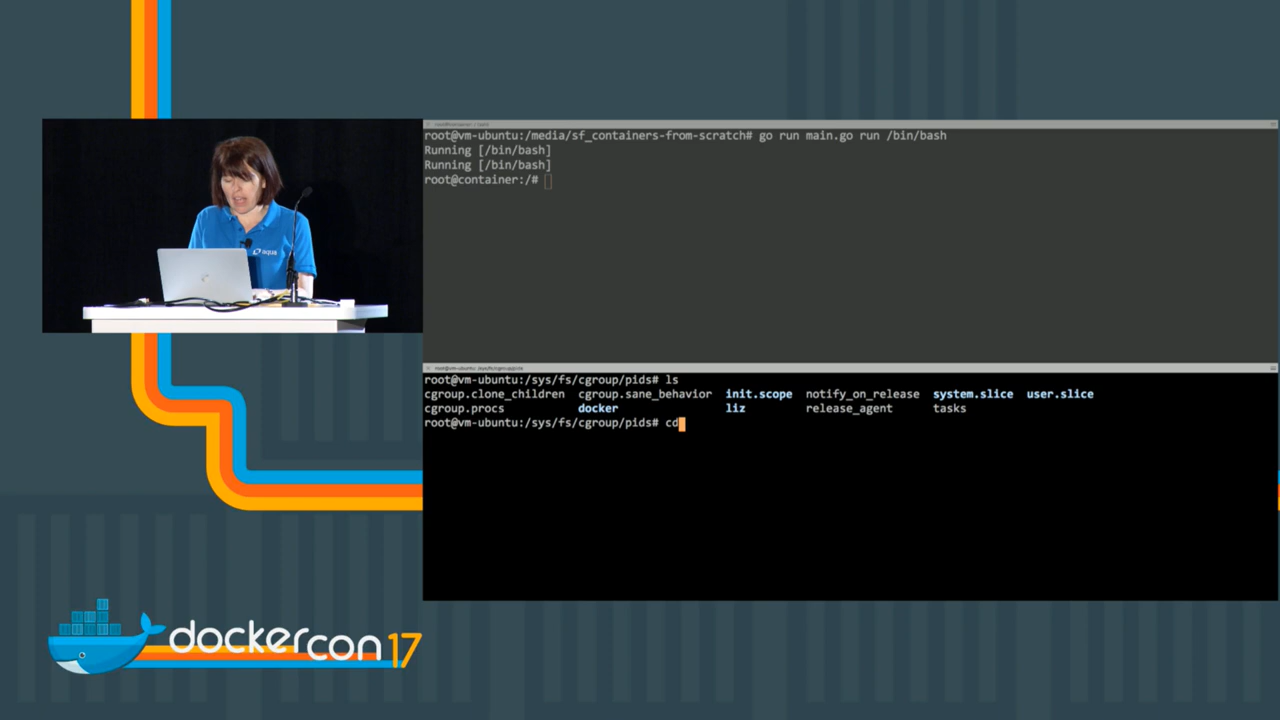 root@vm-ubuntu:/media/sf_containers-from-scratch# go run main.go run /bin/bash
Running [/bin/bash]
Running [/bin/bash]
root@container:/#
aqua
root@vm-ubuntu:/sys/fs/cgroup/pids# ls
cgroup.clone_children cgroup.sane_behavior init.scope notify_on_release system.slice user.slice
cgroup.procs docker liz release_agent tasks
root@vm-ubuntu:/sys/fs/cgroup/pids# cd
dockercon 17